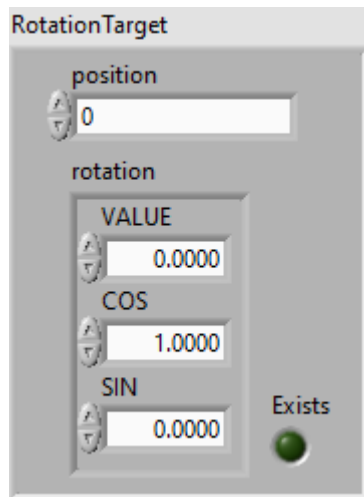 RotationTarget
position
0
rotation
VALUE
0.0000
COS
1.0000
SIN
0.0000
Exists